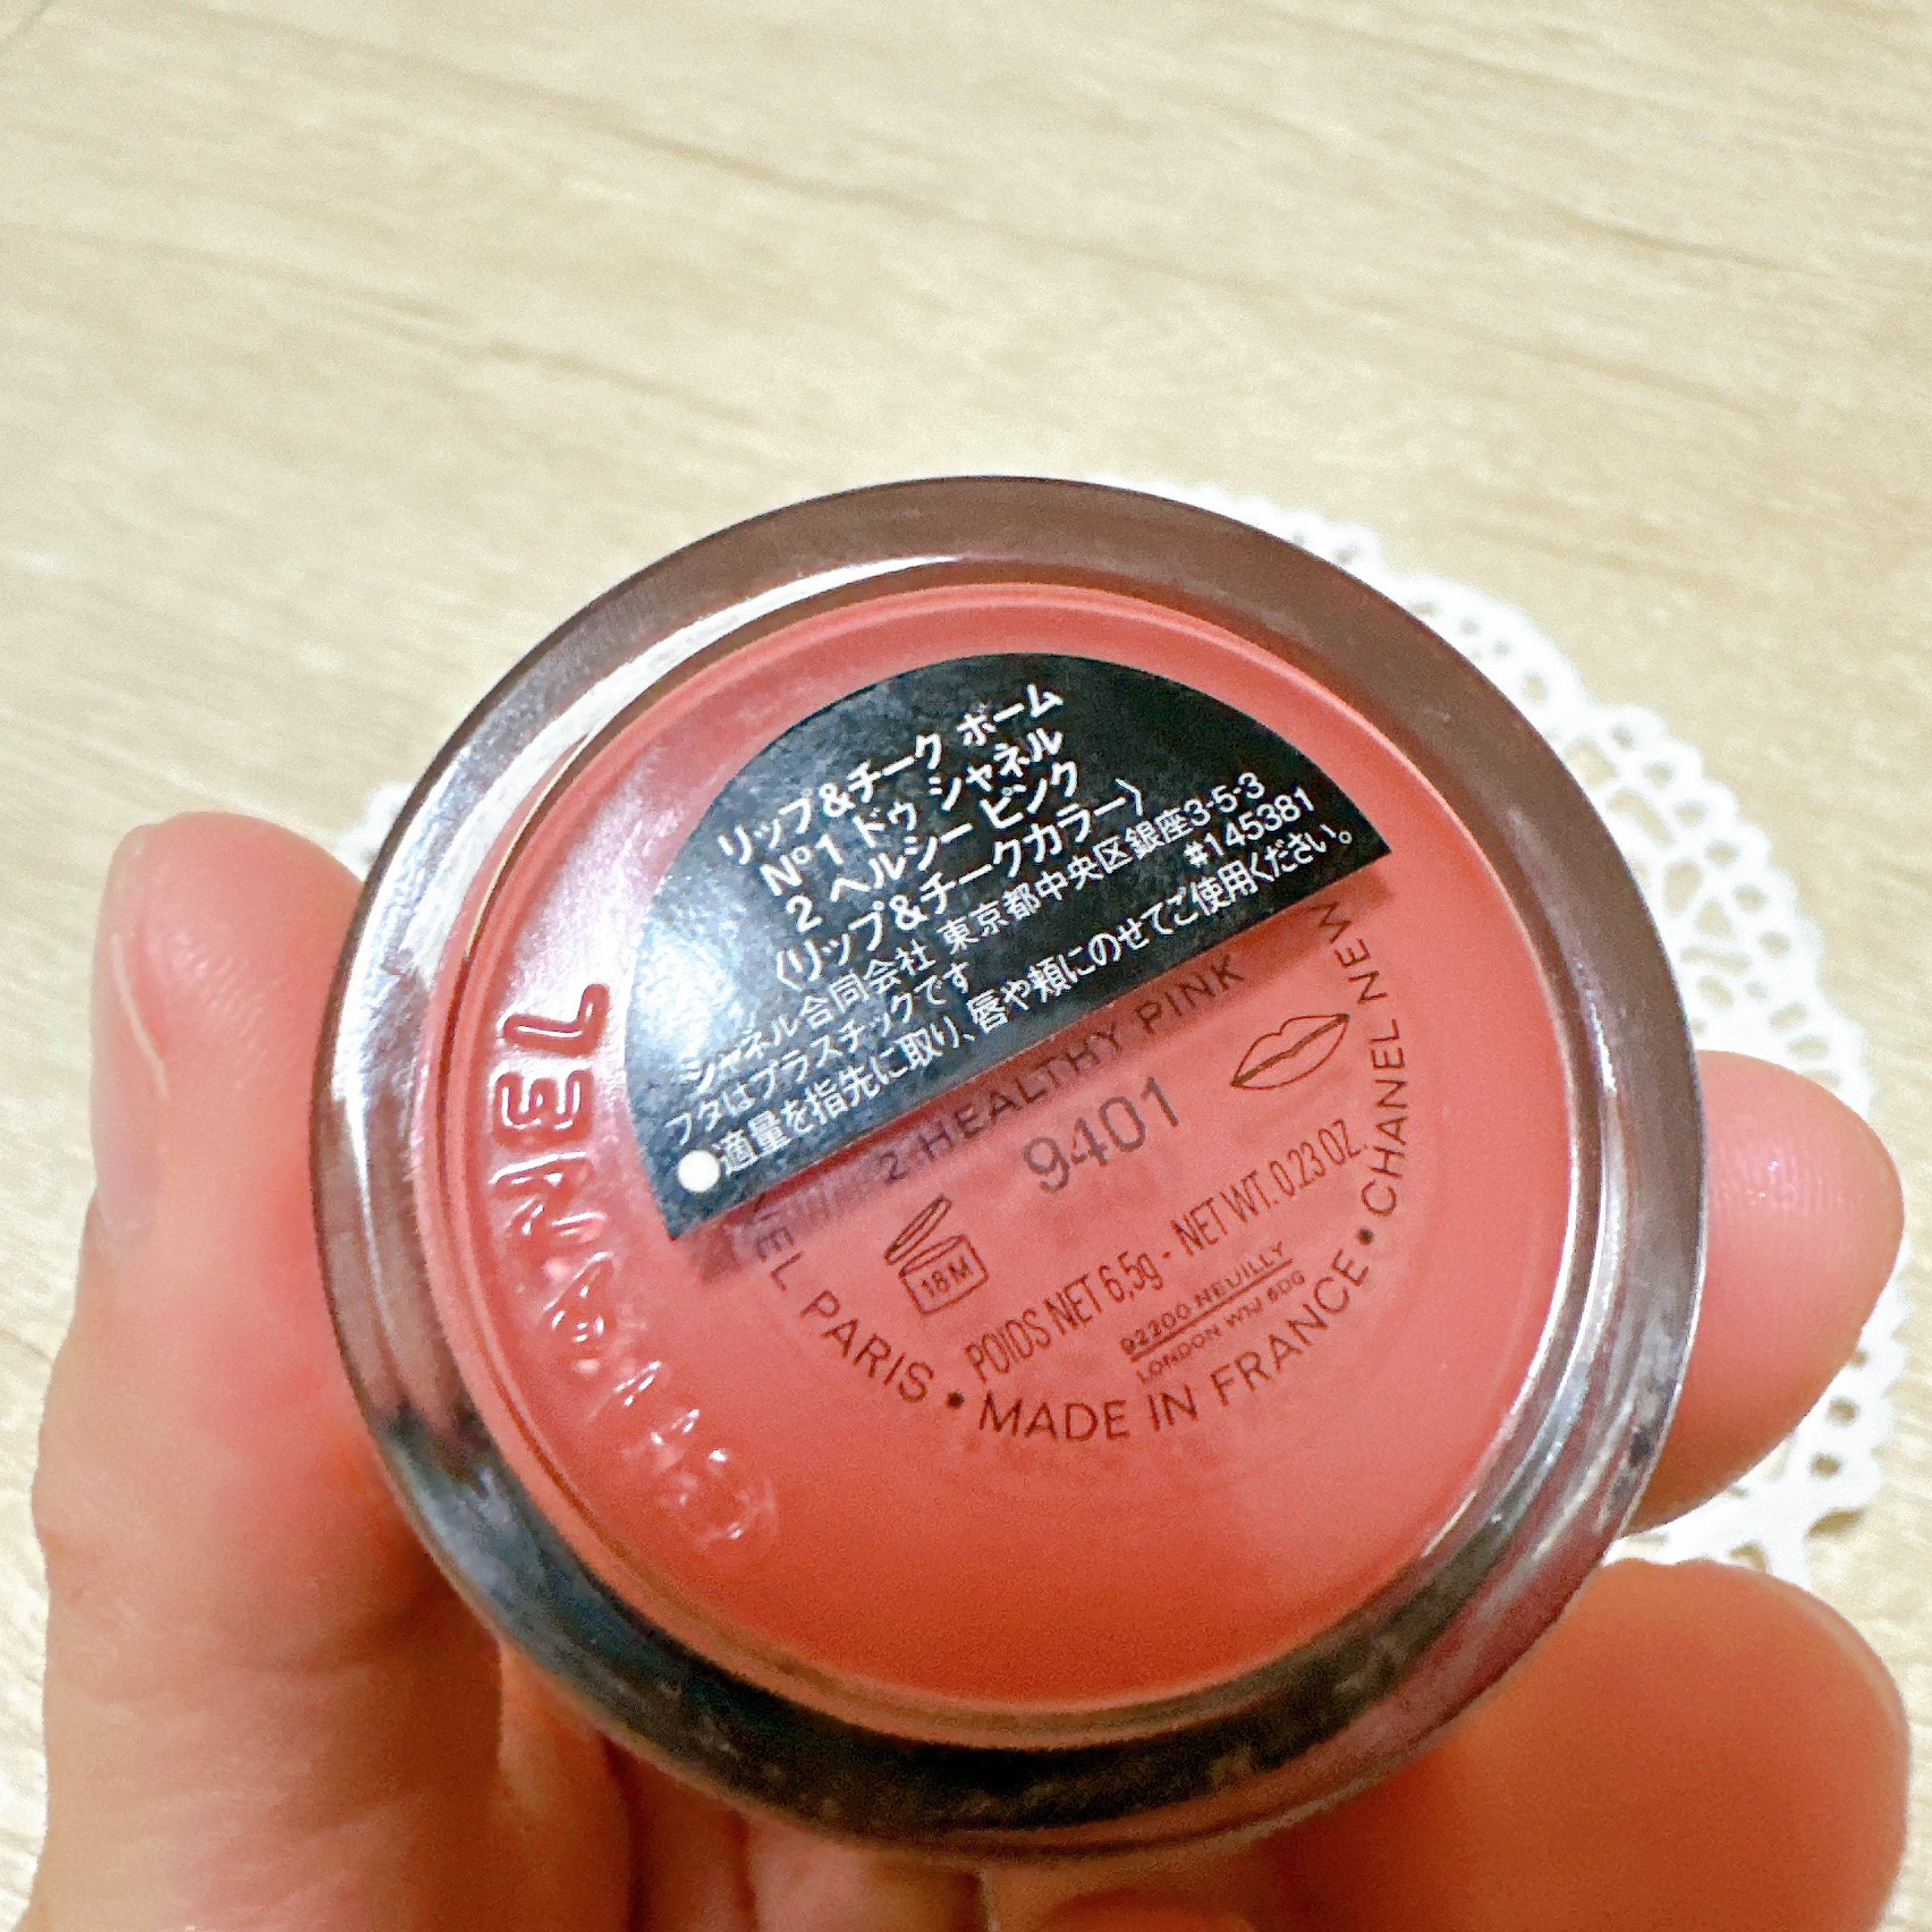 リップ&チーク ボーム
N°1 ドゥ シャネル
2 ヘルシー ピンク
〈リップ&チークカラー〉
シャネル合同会社 東京都中央区銀座3-5-3
フタはプラスチックです #145381
●適量を指先に取り、唇や頬にのせてご使用ください。
2 HEALTHY PINK
9401
18M
POIDS NET 6,5g - NET WT. 0.23 OZ.
92200 NEUILLY
LONDON W1J 6DG
EL PARIS • MADE IN FRANCE • CHANEL NEW
CHANEL